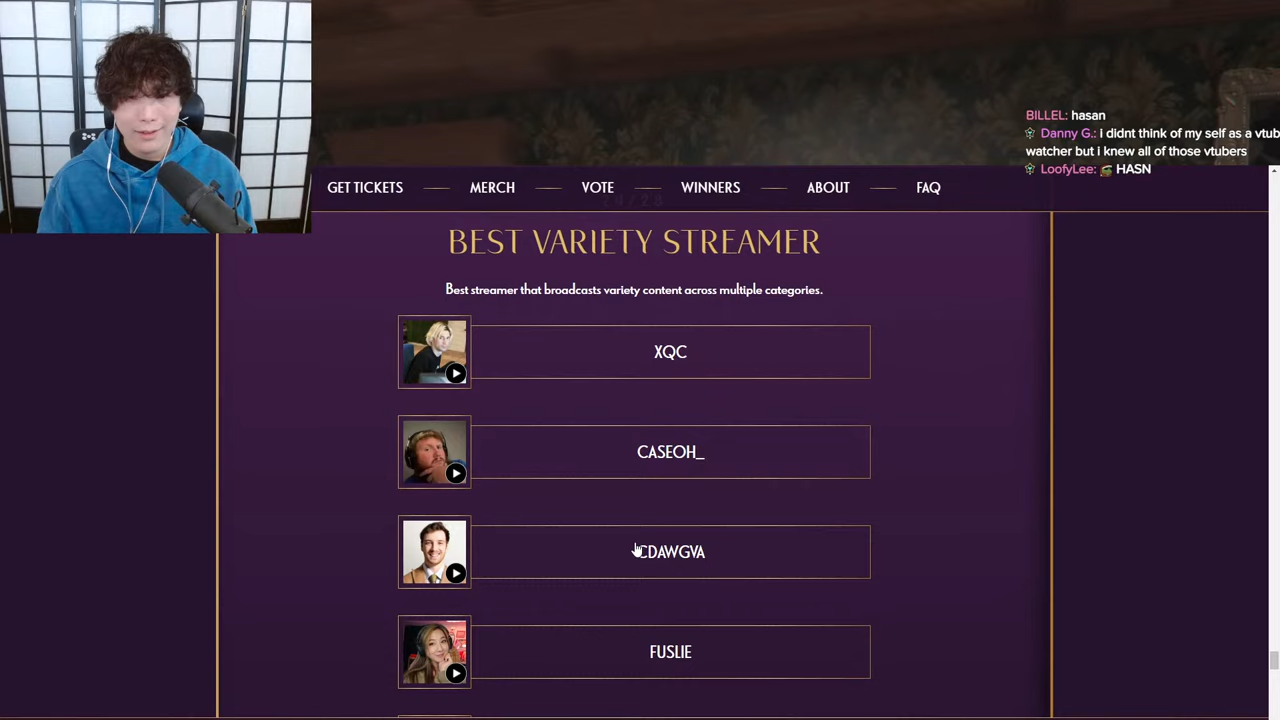 BILLEL: hasan
Danny G.: i didnt think of my self as a vtub
watcher but i knew all of those vtubers
LoofyLee: HASN
GET TICKETS
MERCH
VOTE
WINNERS
ABOUT
FAQ
BEST VARIETY STREAMER
Best streamer that broadcasts variety content across multiple categories.
XQC
CASEOH_
CDAWGVA
FUSLIE